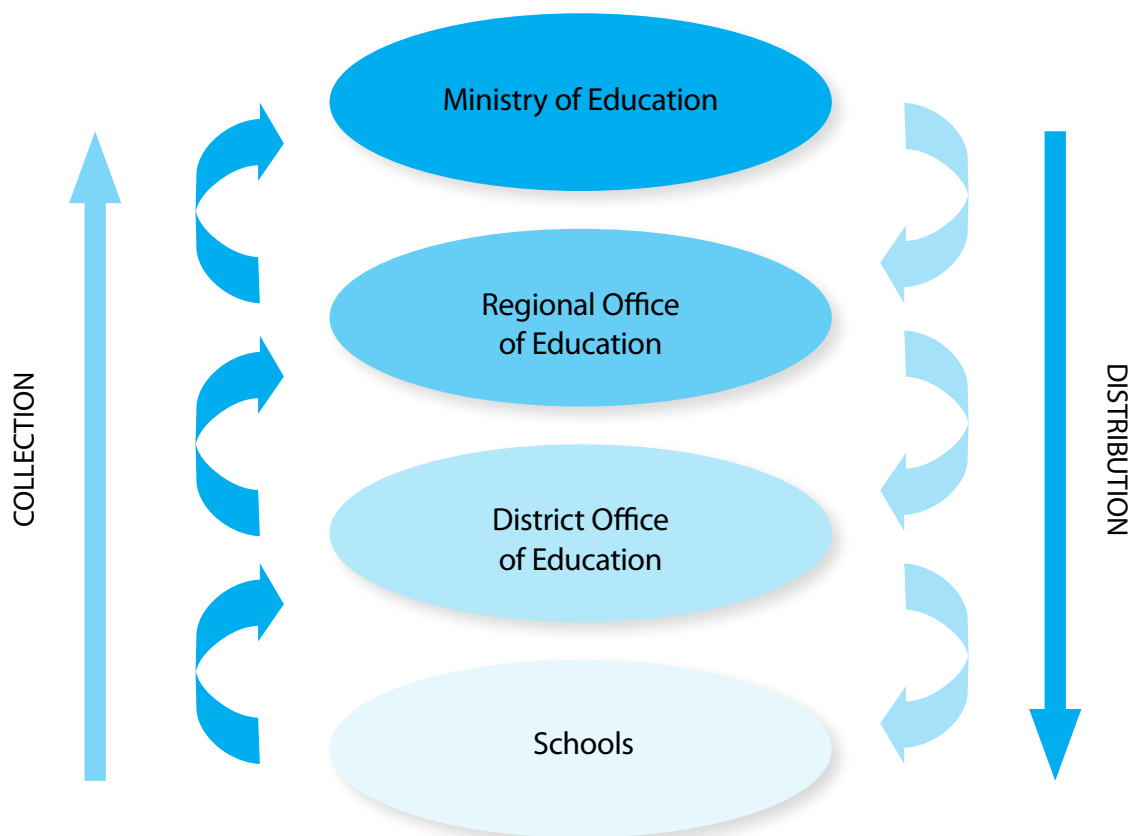 Ministry of Education
Regional Office
of Education
District Office
of Education
Schools
COLLECTION
DISTRIBUTION